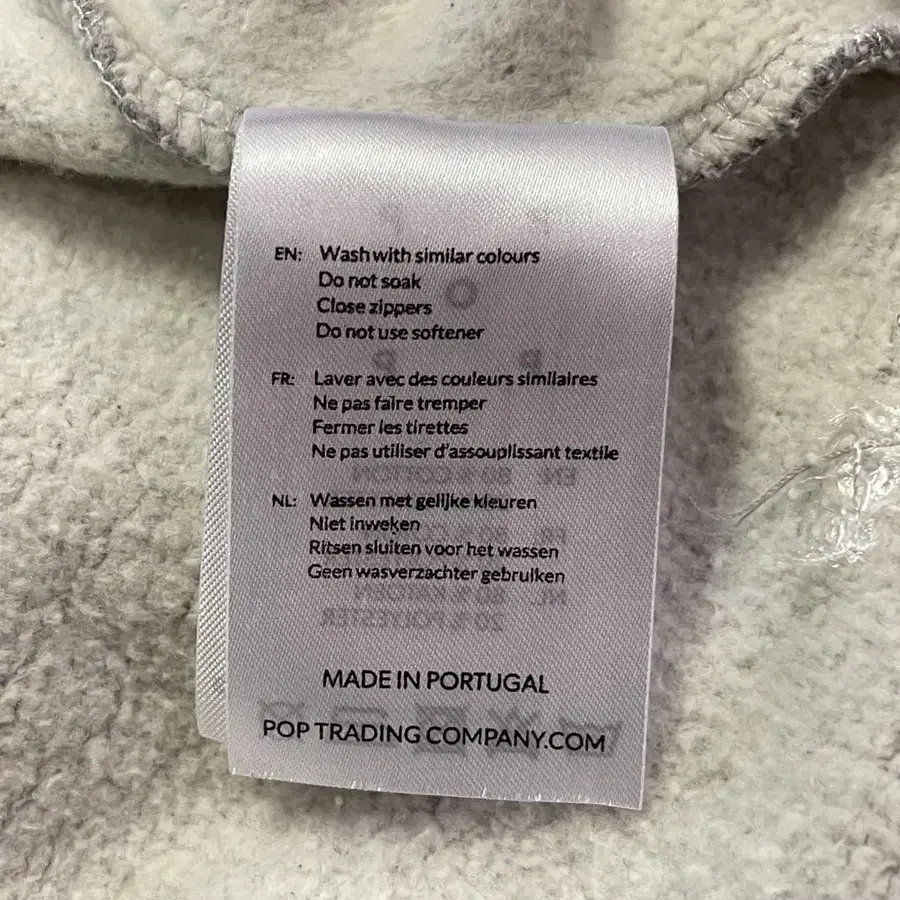 EN: Wash with similar colours
Do not soak
Close zippers
Do not use softener
FR: Laver avec des couleurs similaires
Ne pas faire tremper
Fermer les tirettes
Ne pas utiliser d'assouplissant textile
NL: Wassen met gelijke kleuren
Niet inweken
Ritsen sluiten voor het wassen
Geen wasverzachter gebruiken
MADE IN PORTUGAL
POP TRADING COMPANY.COM